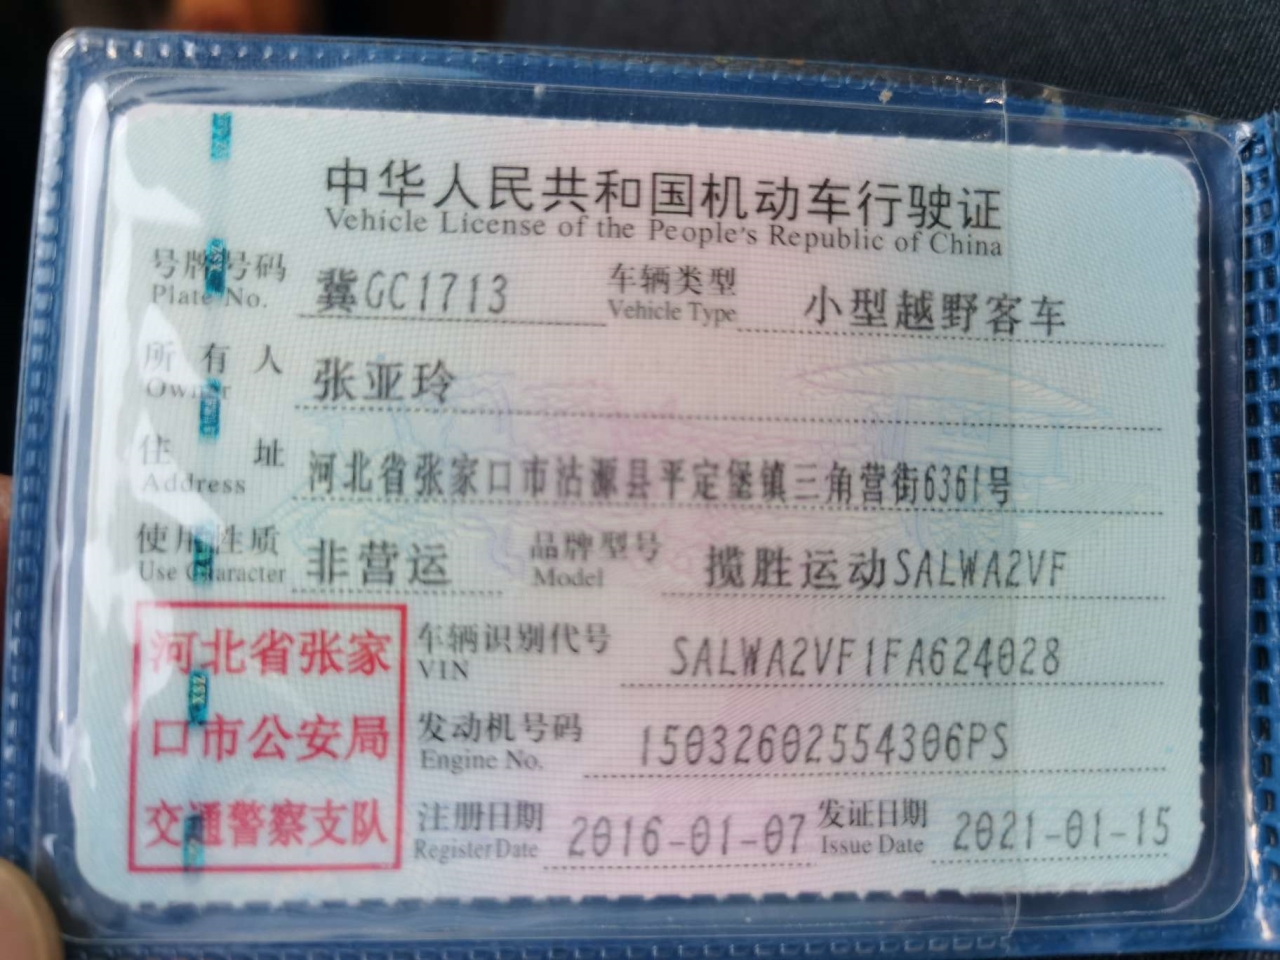 中华人民共和国机动车行驶证
Vehicle License of the People's Republic of China
号牌号码 冀GC1713 车辆类型 小型越野客车
Plate No. Vehicle Type
所有人 张亚玲
Owner
住址 河北省张家口市沽源县平定堡镇三角营街6361号
Address
使用性质 非营运 品牌型号 揽胜运动SALWA2VF
Use Character Model
河北省张家
口市公安局
交通警察支队
车辆识别代号 SALWA2VF1FA624028
VIN
发动机号码 15032602554306PS
Engine No.
注册日期 2016-01-07 发证日期 2021-01-15
Register Date Issue Date